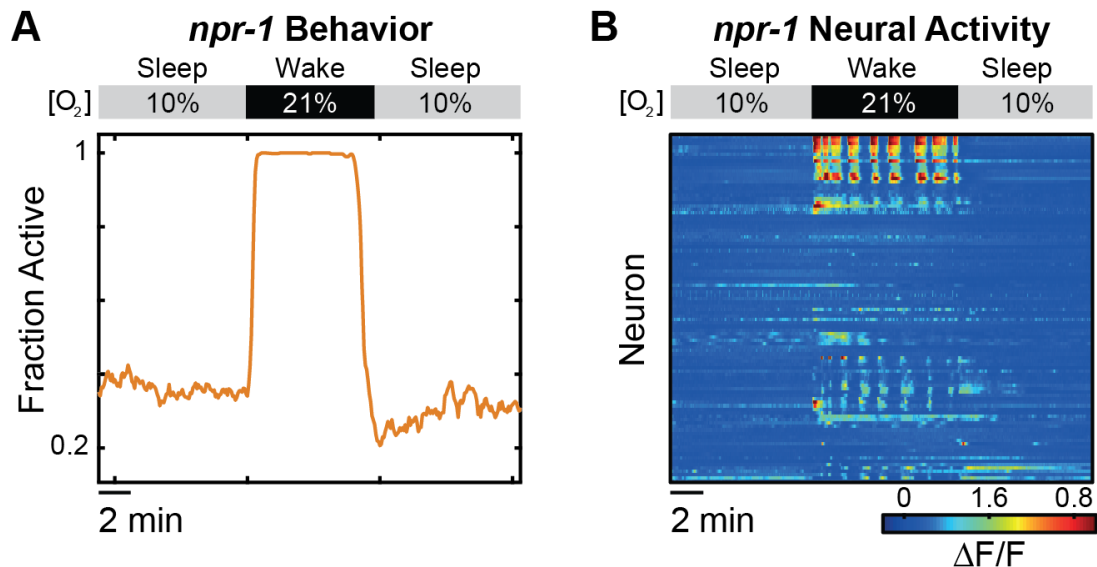 A
npr-1 Behavior
Sleep Wake Sleep
[O₂] 10% 21% 10%
1
Fraction Active
0.2
2 min
B
npr-1 Neural Activity
Sleep Wake Sleep
[O₂] 10% 21% 10%
Neuron
2 min
0 1.6 0.8
ΔF/F